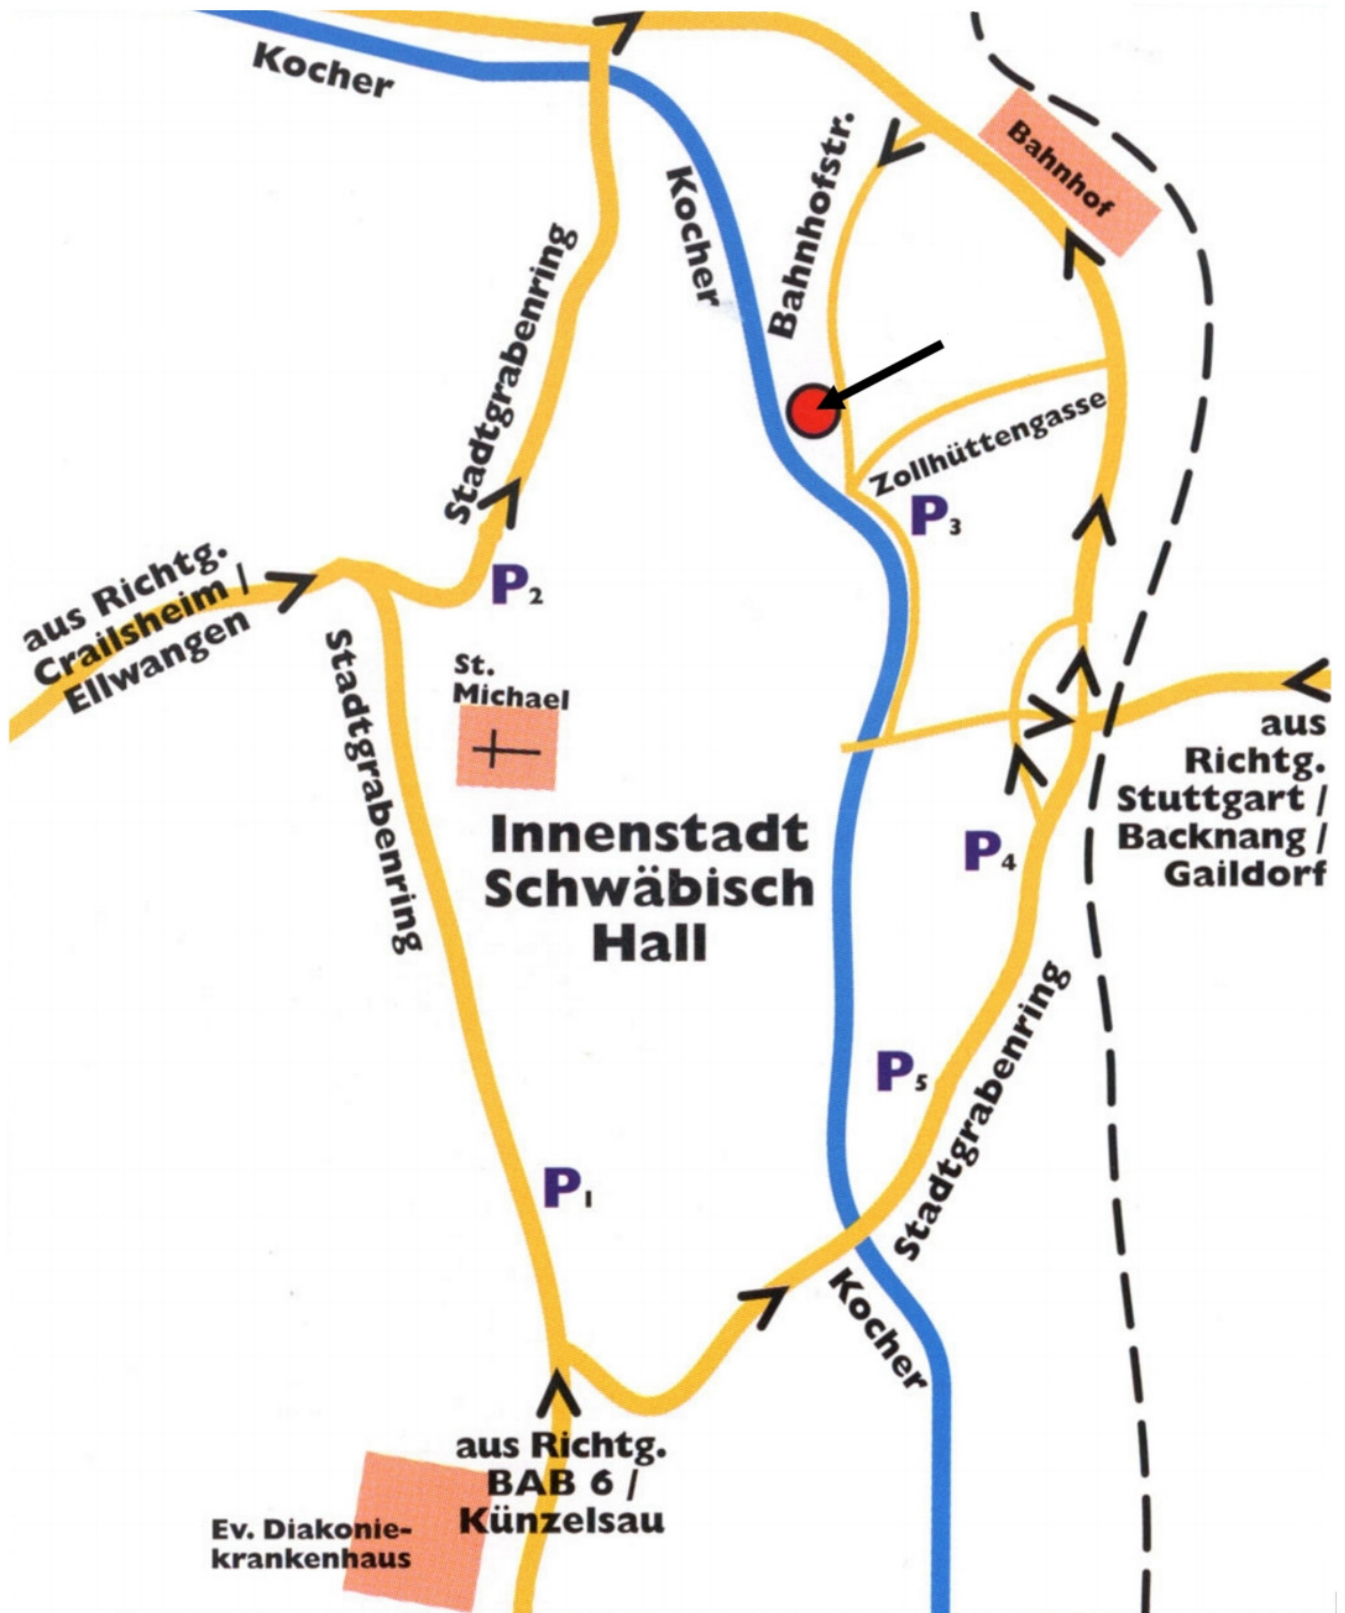 Kocher
Bahnhof
Bahnhofstr.
Kocher
Stadtgrabenring
Zollhüttengasse
P3
aus Richtg.
Crailsheim /
Ellwangen
P2
Stadtgrabenring
St.
Michael
aus
Richtg.
Stuttgart /
Backnang /
Gaildorf
Innenstadt
Schwäbisch
Hall
P4
Stadtgrabenring
P5
P1
Kocher
aus Richtg.
BAB 6 /
Künzelsau
Ev. Diakonie-
krankenhaus